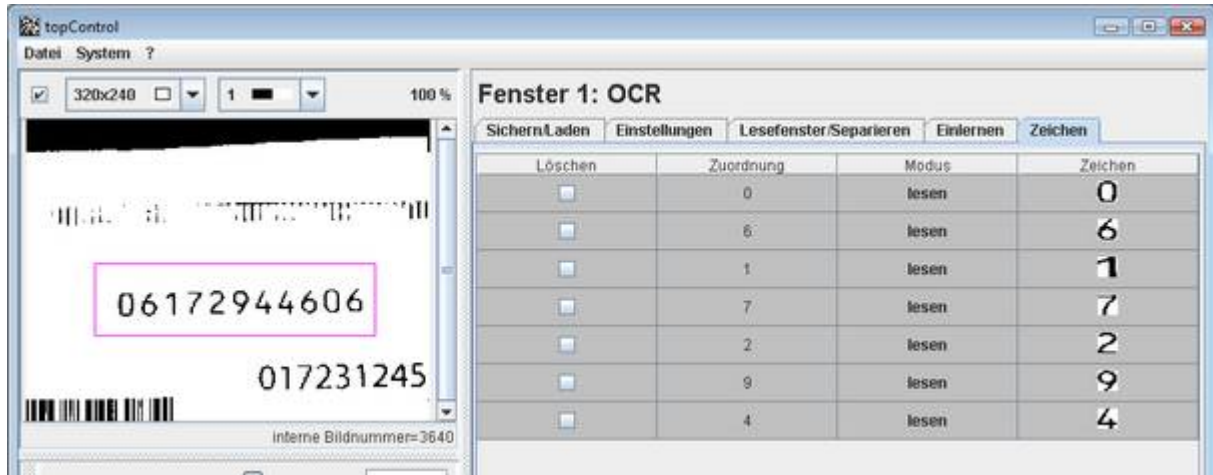 topControl
Datei System ?
320x240 1 100 %
06172944606
017231245
interne Bildnummer=3640
Fenster 1: OCR
Sichern/Laden Einstellungen Lesefenster/Separieren Einlernen Zeichen
Löschen Zuordnung Modus Zeichen
0 lesen 0
6 lesen 6
1 lesen 1
7 lesen 7
2 lesen 2
9 lesen 9
4 lesen 4